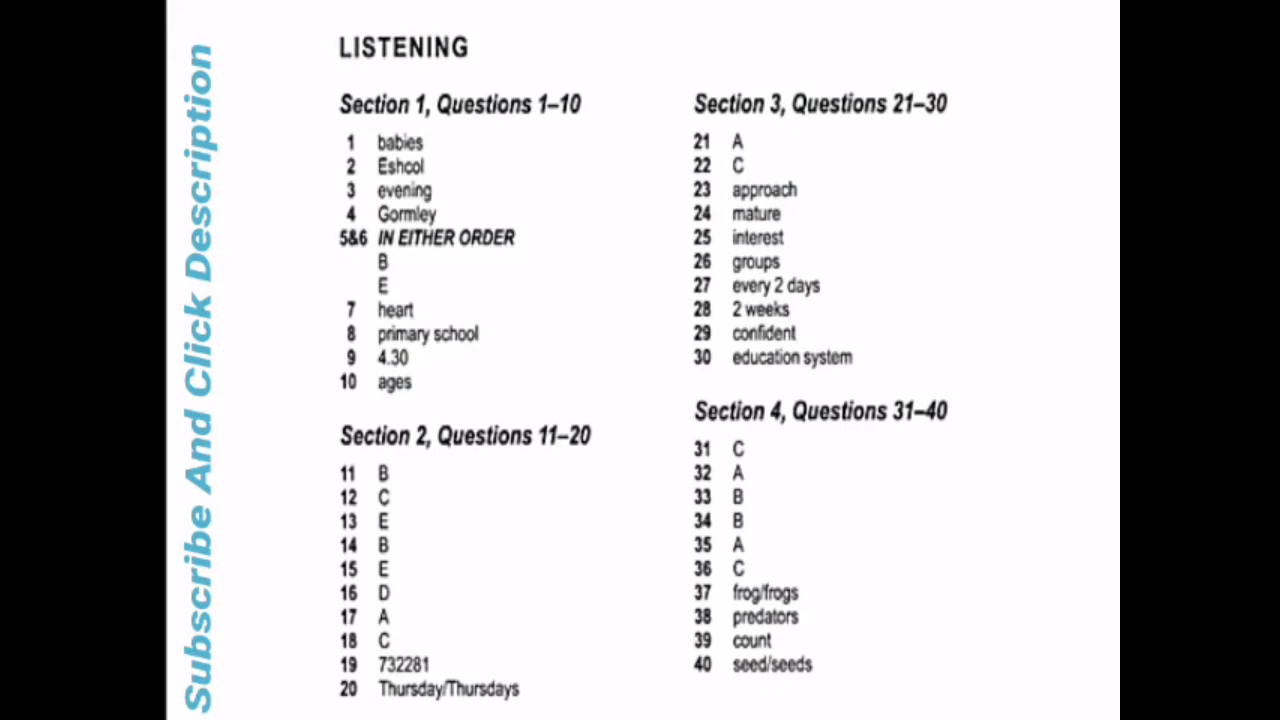 Subscribe And Click Description
LISTENING
Section 1, Questions 1–10
1 babies
2 Eshcol
3 evening
4 Gormley
5&6 IN EITHER ORDER
B
E
7 heart
8 primary school
9 4.30
10 ages
Section 2, Questions 11–20
11 B
12 C
13 E
14 B
15 E
16 D
17 A
18 C
19 732281
20 Thursday/Thursdays
Section 3, Questions 21–30
21 A
22 C
23 approach
24 mature
25 interest
26 groups
27 every 2 days
28 2 weeks
29 confident
30 education system
Section 4, Questions 31–40
31 C
32 A
33 B
34 B
35 A
36 C
37 frog/frogs
38 predators
39 count
40 seed/seeds